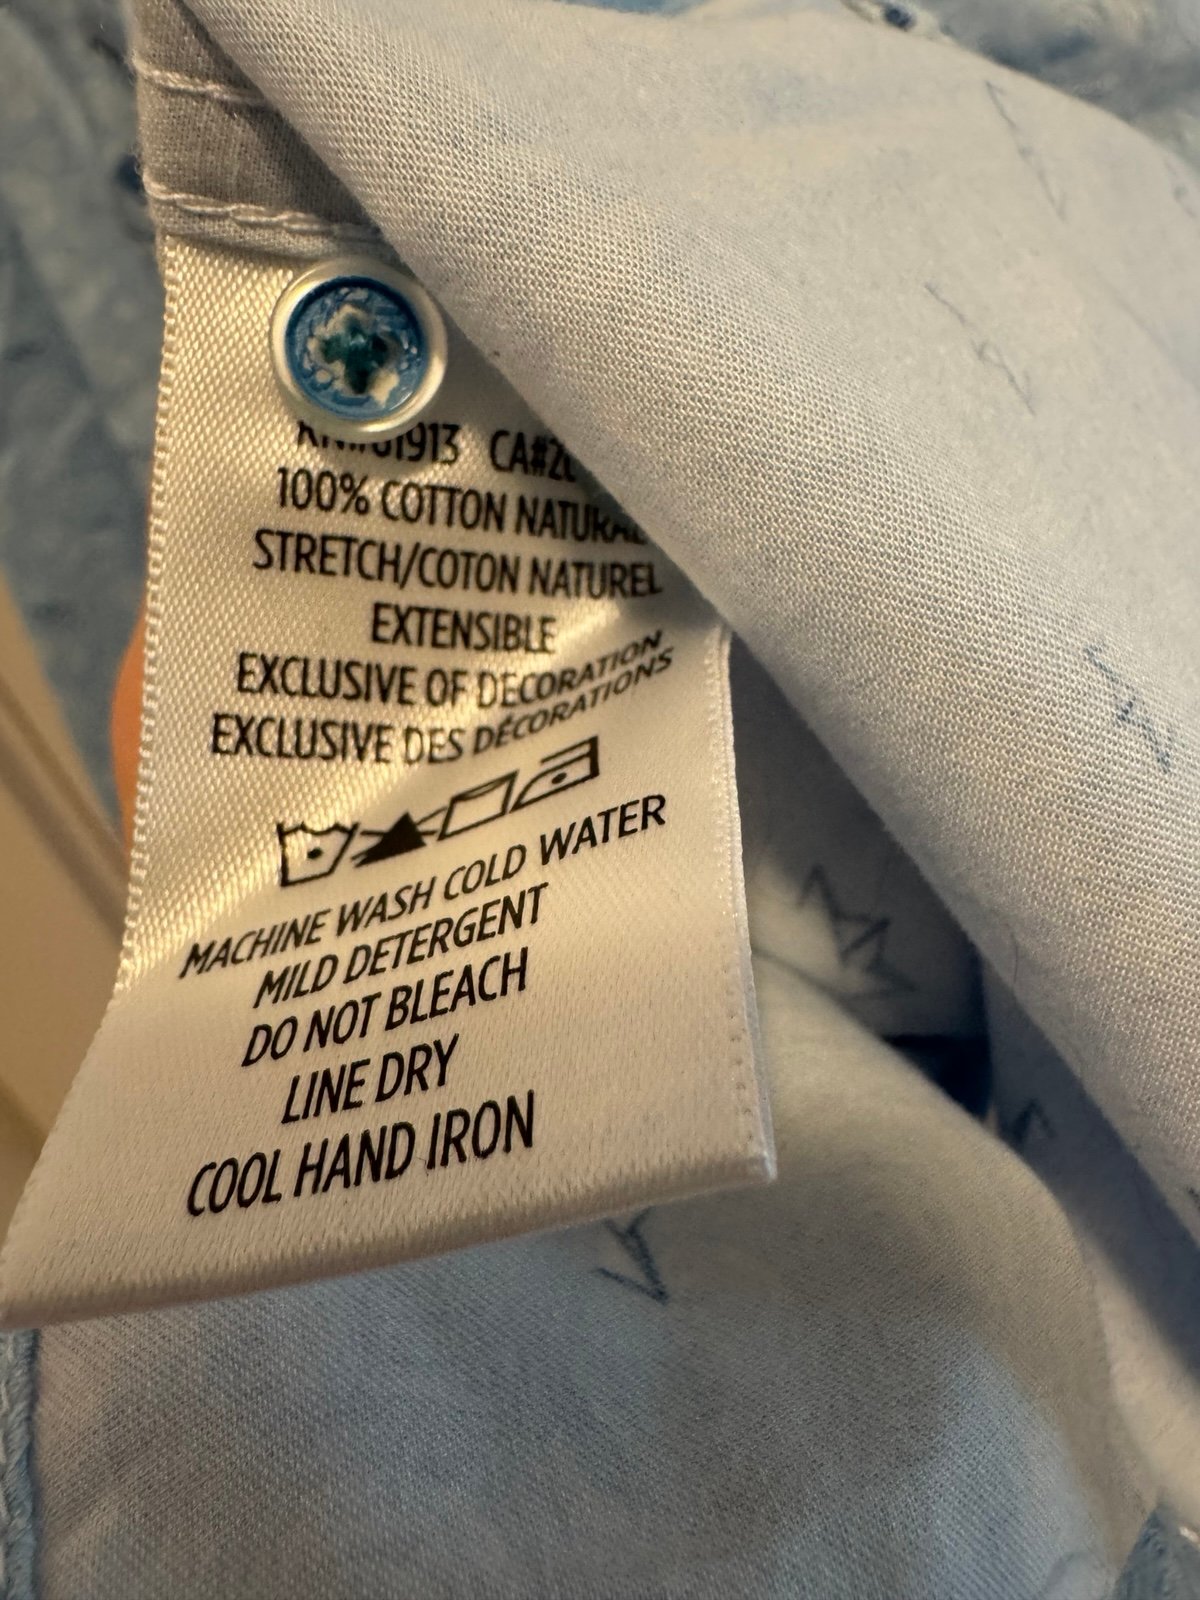 CA#
100% COTTON NATURAL
STRETCH/COTON NATUREL
EXTENSIBLE
EXCLUSIVE OF DECORATION
EXCLUSIVE DES DÉCORATIONS
MACHINE WASH COLD WATER
MILD DETERGENT
DO NOT BLEACH
LINE DRY
COOL HAND IRON